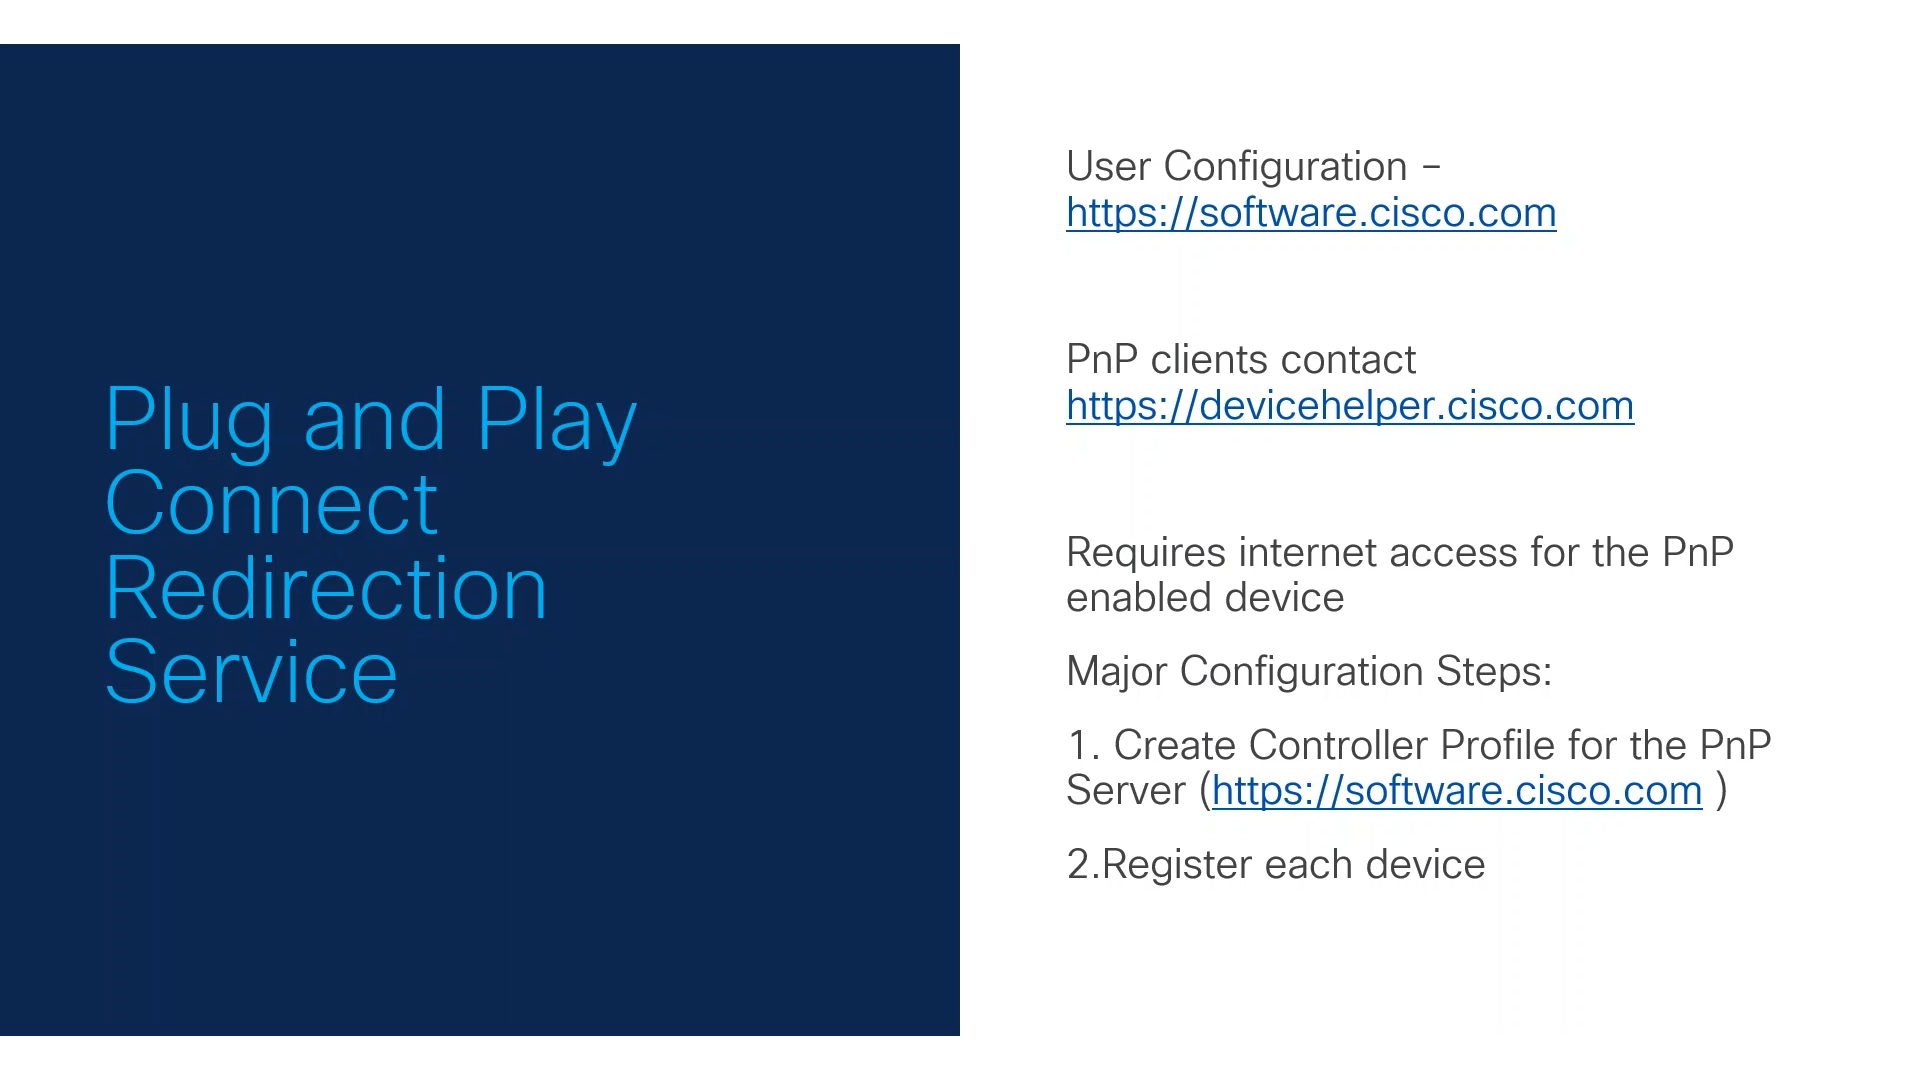 Plug and Play
Connect
Redirection
Service
User Configuration –
https://software.cisco.com
PnP clients contact
https://devicehelper.cisco.com
Requires internet access for the PnP
enabled device
Major Configuration Steps:
1. Create Controller Profile for the PnP
Server (https://software.cisco.com )
2.Register each device